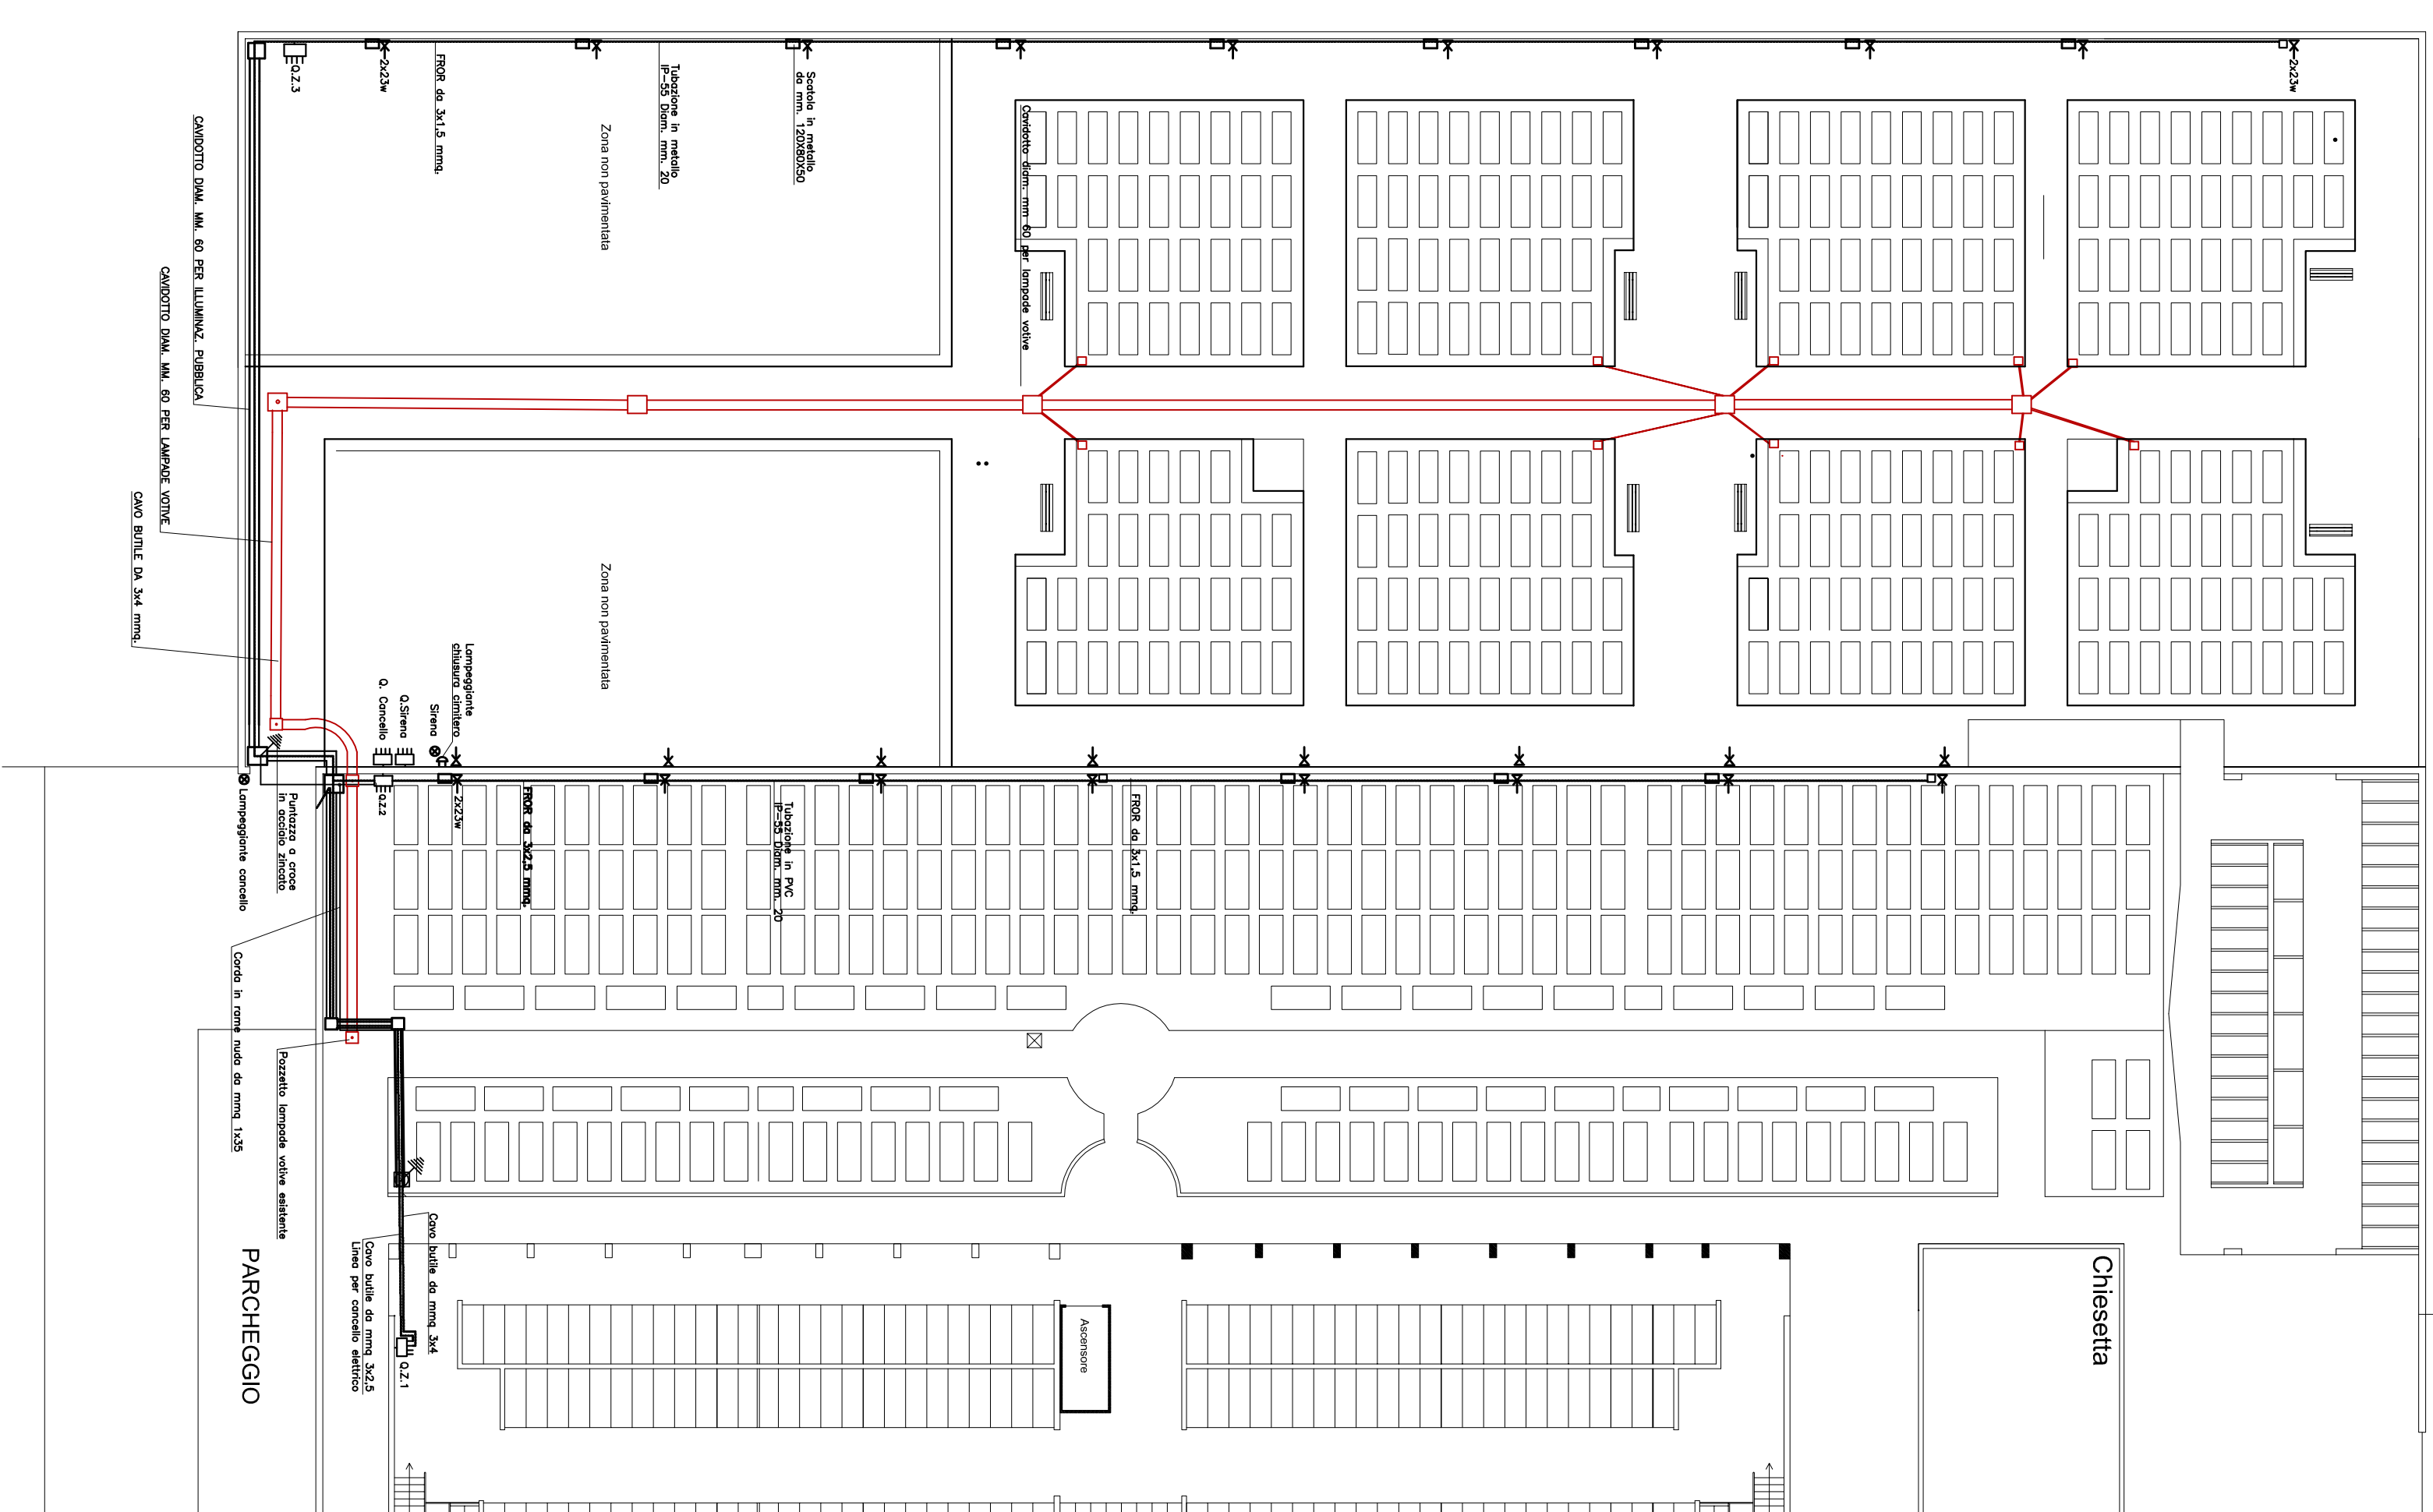 Q.Z.3
2x23w
FROR da 3x1,5 mmq.
Tubazione in metallo
IP-55 Diam. mm. 20
Scatola in metallo
da mm. 120X80X50
Zona non pavimentata
Cavidotto diam. mm 60 per lampade votive
2x23w
CAVIDOTTO DIAM. MM. 60 PER ILLUMINAZ. PUBBLICA
CAVIDOTTO DIAM. MM. 60 PER LAMPADE VOTIVE
CAVO BUTILE DA 3x4 mmq.
Zona non pavimentata
Lampeggiante
chiusura cimitero
Sirena
Q.Sirena
Q. Cancello
Q.Z.2
2x23w
FROR da 3x2,5 mmq.
Tubazione in PVC
IP-55 Diam. mm. 20
FROR da 3x1,5 mmq.
Lampeggiante cancello
Puntazza a croce
in acciaio zincato
Corda in rame nuda da mmq 1x35
Pozzetto lampade votive esistente
Cavo butile da mmq 3x4
Cavo butile da mmq 3x2,5
Linea per cancello elettrico
Q.Z.1
PARCHEGGIO
Ascensore
Chiesetta